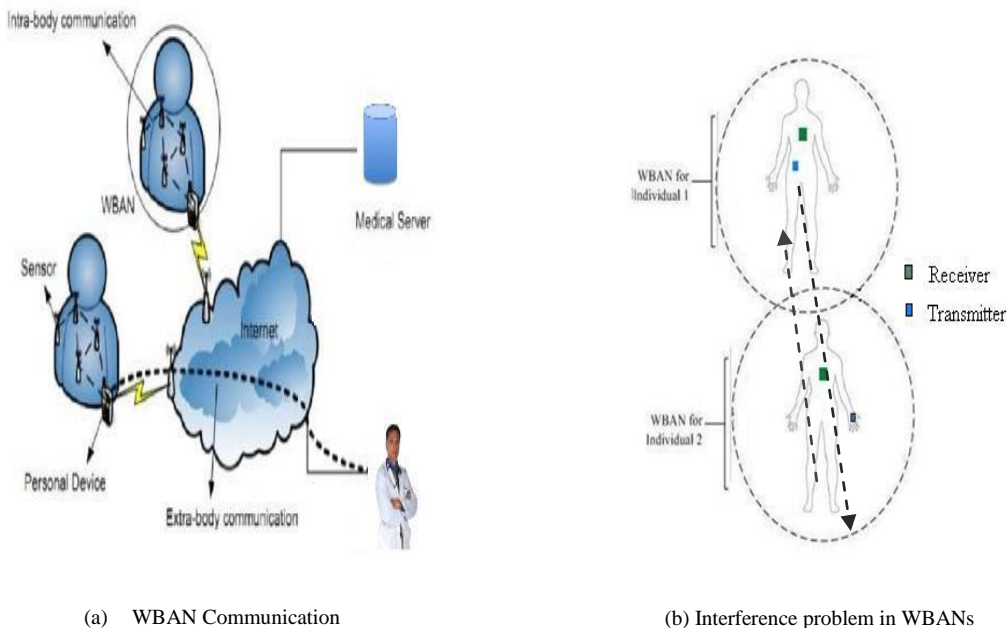 Intra-body communication
WBAN
Medical Server
Sensor
Internet
Personal Device
Extra-body communication
(a) WBAN Communication
WBAN for
Individual 1
Receiver
Transmitter
WBAN for
Individual 2
(b) Interference problem in WBANs